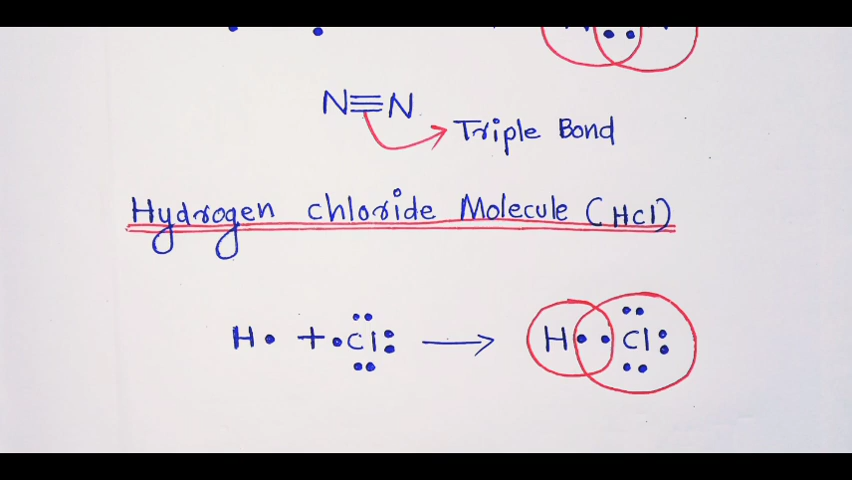 N≡N
Triple Bond
Hydrogen chloride Molecule (HCl)
H• + •Cl: → H• •Cl: